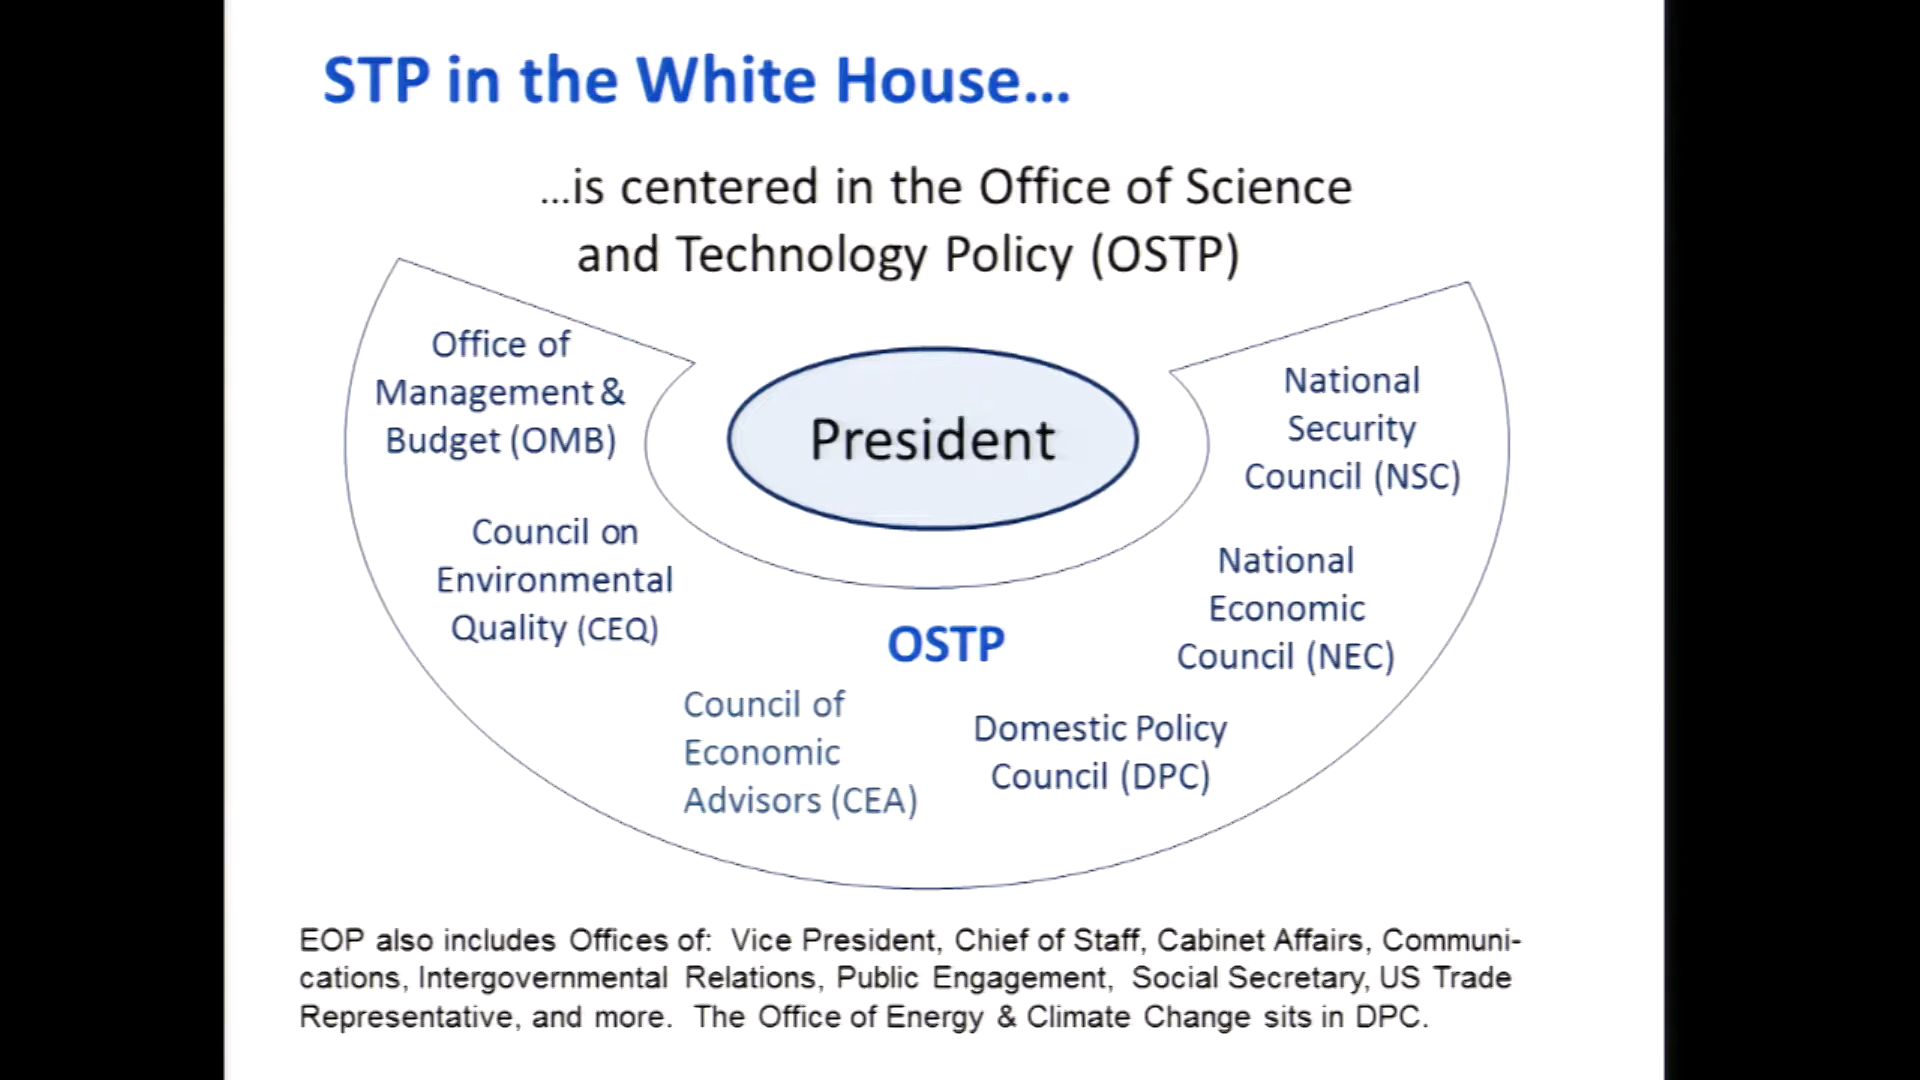 STP in the White House...
...is centered in the Office of Science
and Technology Policy (OSTP)
Office of
Management &
Budget (OMB)
Council on
Environmental
Quality (CEQ)
President
National
Security
Council (NSC)
National
Economic
Council (NEC)
OSTP
Council of
Economic
Advisors (CEA)
Domestic Policy
Council (DPC)
EOP also includes Offices of: Vice President, Chief of Staff, Cabinet Affairs, Communi-
cations, Intergovernmental Relations, Public Engagement, Social Secretary, US Trade
Representative, and more. The Office of Energy & Climate Change sits in DPC.